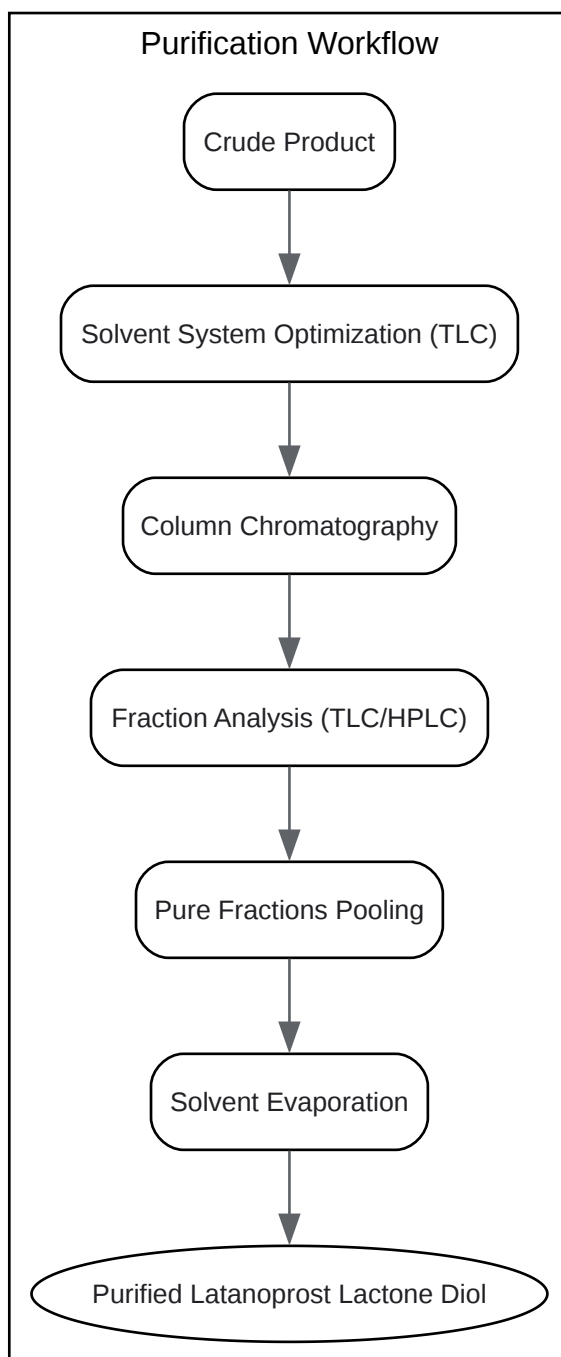 Purification Workflow
Crude Product
Solvent System Optimization (TLC)
Column Chromatography
Fraction Analysis (TLC/HPLC)
Pure Fractions Pooling
Solvent Evaporation
Purified Latanoprost Lactone Diol